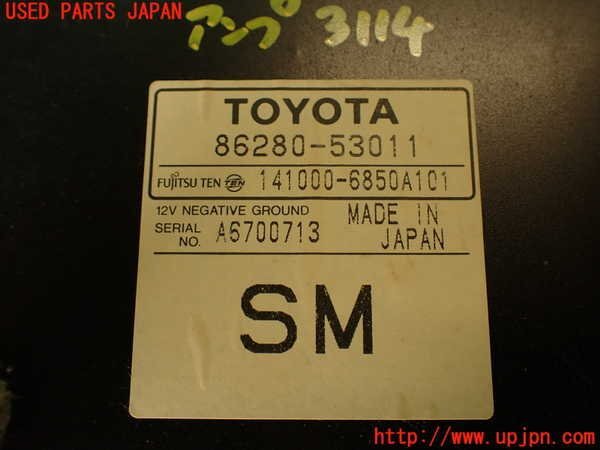 USED PARTS JAPAN
アンプ 3114
TOYOTA
86280-53011
FUJITSU TEN TEN 141000-6850A101
12V NEGATIVE GROUND MADE IN
SERIAL NO. A6700713 JAPAN
SM
http://www.upjpn.com/